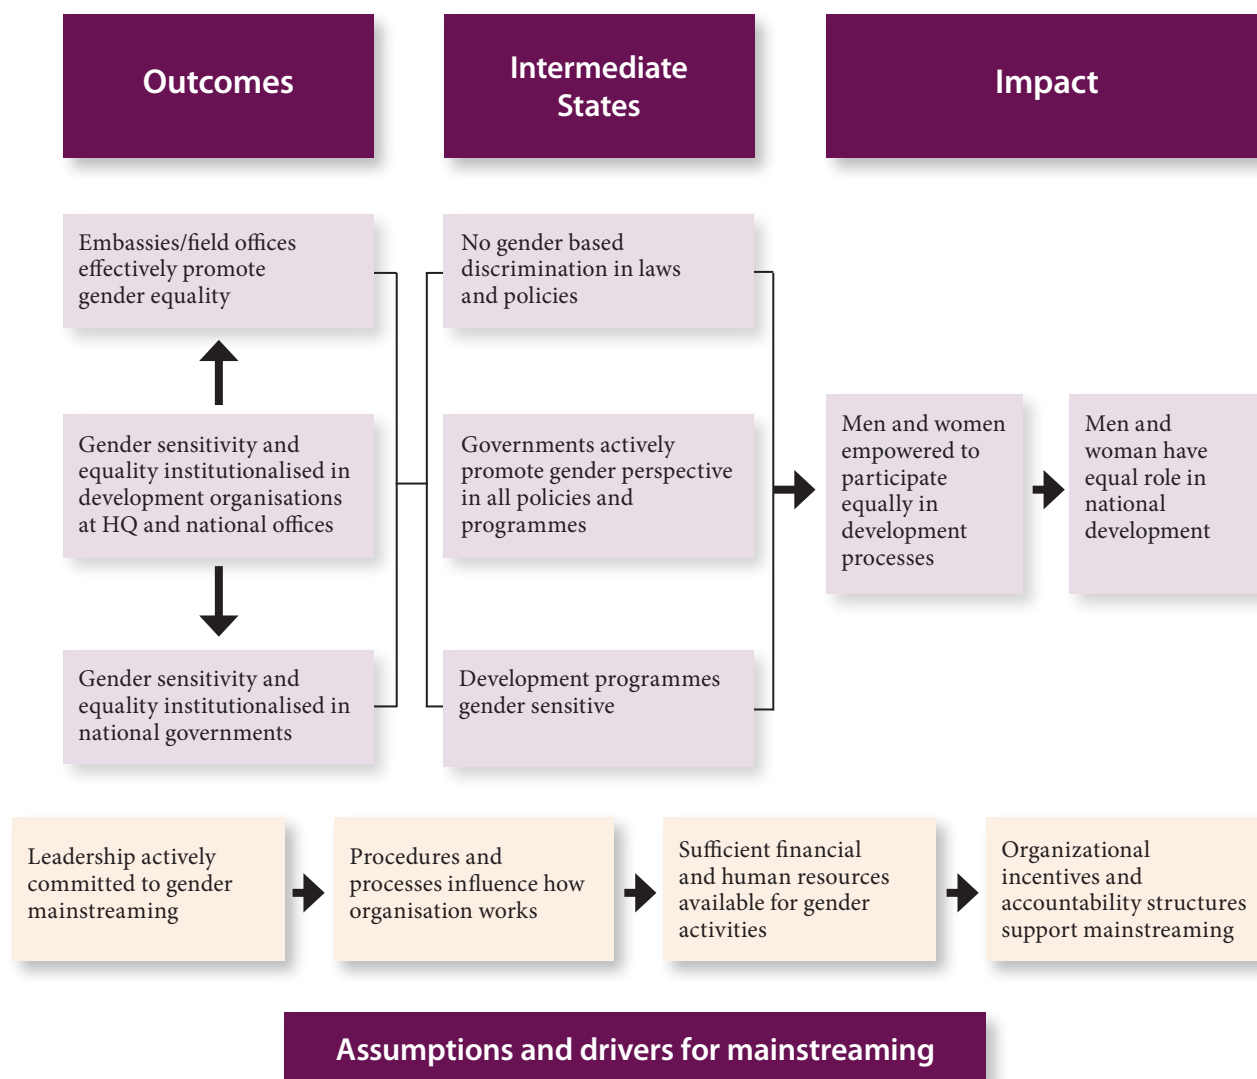 Outcomes
Intermediate
States
Impact
Embassies/field offices
effectively promote
gender equality
No gender based
discrimination in laws
and policies
Gender sensitivity and
equality institutionalised in
development organisations
at HQ and national offices
Governments actively
promote gender perspective
in all policies and
programmes
Men and women
empowered to
participate
equally in
development
processes
Men and
woman have
equal role in
national
development
Gender sensitivity and
equality institutionalised in
national governments
Development programmes
gender sensitive
Leadership actively
committed to gender
mainstreaming
Procedures and
processes influence how
organisation works
Sufficient financial
and human resources
available for gender
activities
Organizational
incentives and
accountability structures
support mainstreaming
Assumptions and drivers for mainstreaming